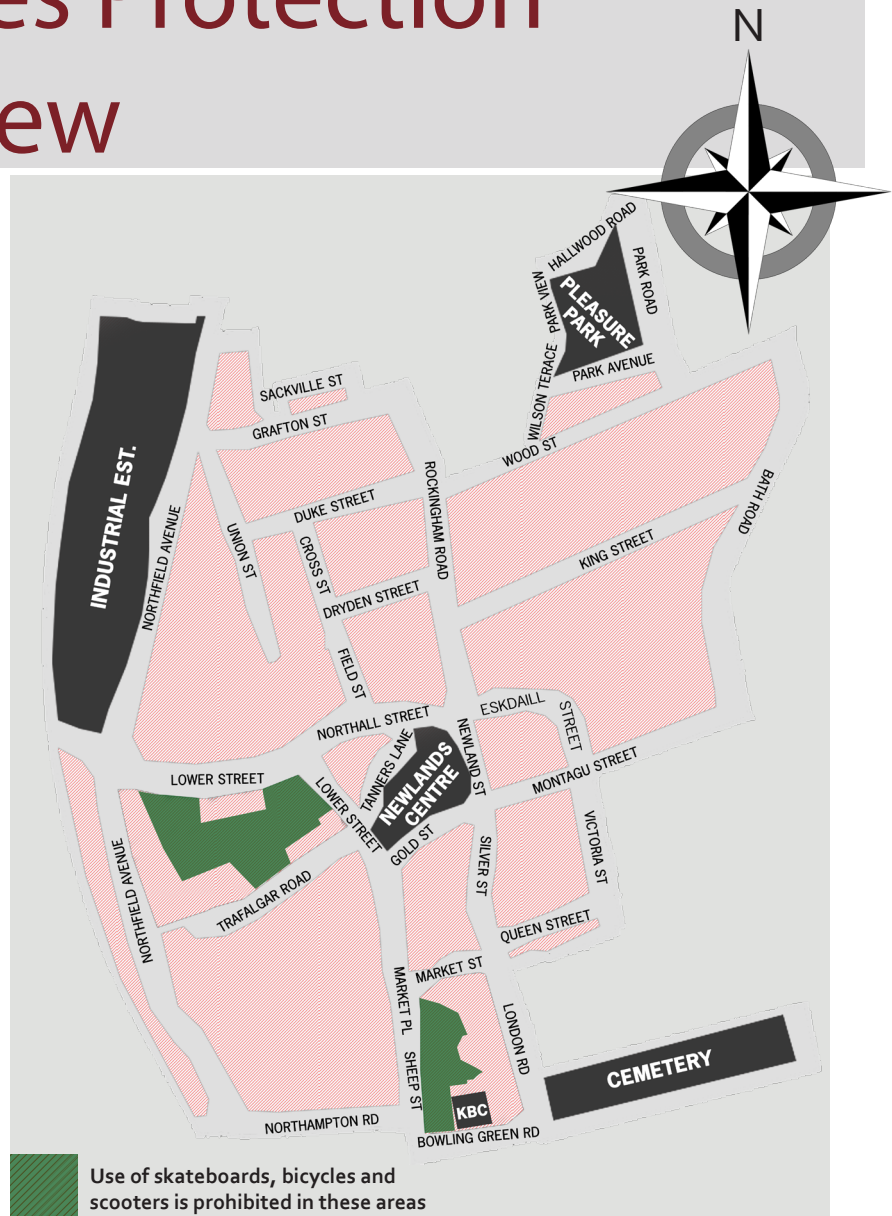 es Protection
ew
N
HALLWOOD ROAD
PARK VIEW
PARK ROAD
PLEASURE
PARK
WILSON TERACE
PARK AVENUE
SACKVILLE ST
GRAFTON ST
WOOD ST
INDUSTRIAL EST.
NORTHFIELD AVENUE
UNION ST
DUKE STREET
CROSS ST
ROCKINGHAM ROAD
BATH ROAD
KING STREET
DRYDEN STREET
FIELD ST
NORTHALL STREET
ESKDAILL
STREET
TANNERS LANE
NEWLANDS
CENTRE
NEWLAND ST
MONTAGU STREET
LOWER STREET
LOWER STREET
GOLD ST
SILVER ST
VICTORIA ST
NORTHFIELD AVENUE
TRAFALGAR ROAD
QUEEN STREET
MARKET ST
MARKET PL
LONDON RD
SHEEP ST
CEMETERY
KBC
NORTHAMPTON RD
BOWLING GREEN RD
Use of skateboards, bicycles and
scooters is prohibited in these areas